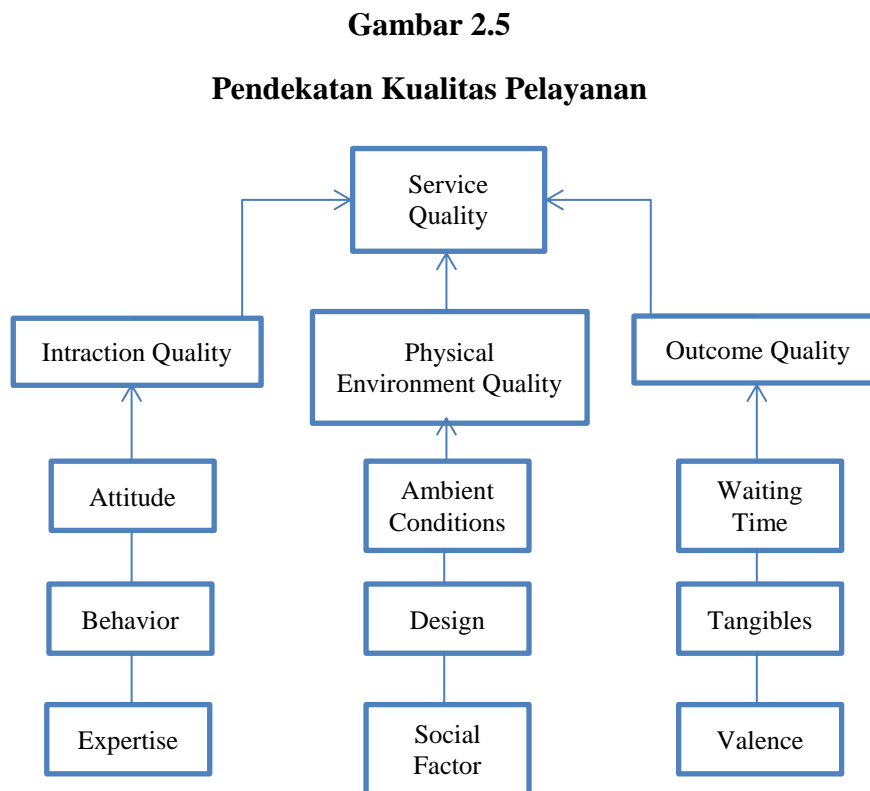 Gambar 2.5
Pendekatan Kualitas Pelayanan
Service
Quality
Intraction Quality
Physical
Environment Quality
Outcome Quality
Attitude
Ambient
Conditions
Waiting
Time
Behavior
Design
Tangibles
Expertise
Social
Factor
Valence